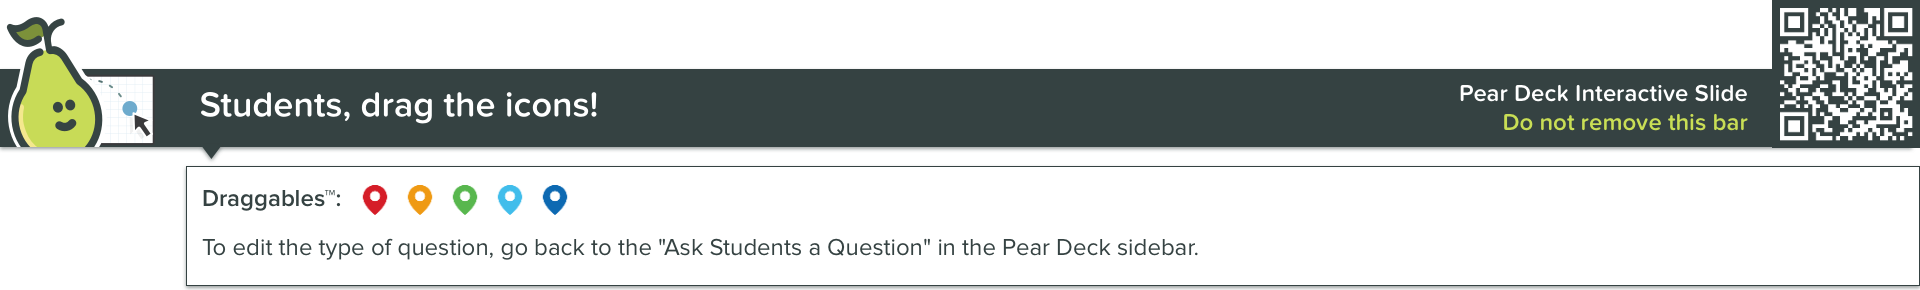 Students, drag the icons!
Pear Deck Interactive Slide
Do not remove this bar
Draggables™:
To edit the type of question, go back to the "Ask Students a Question" in the Pear Deck sidebar.